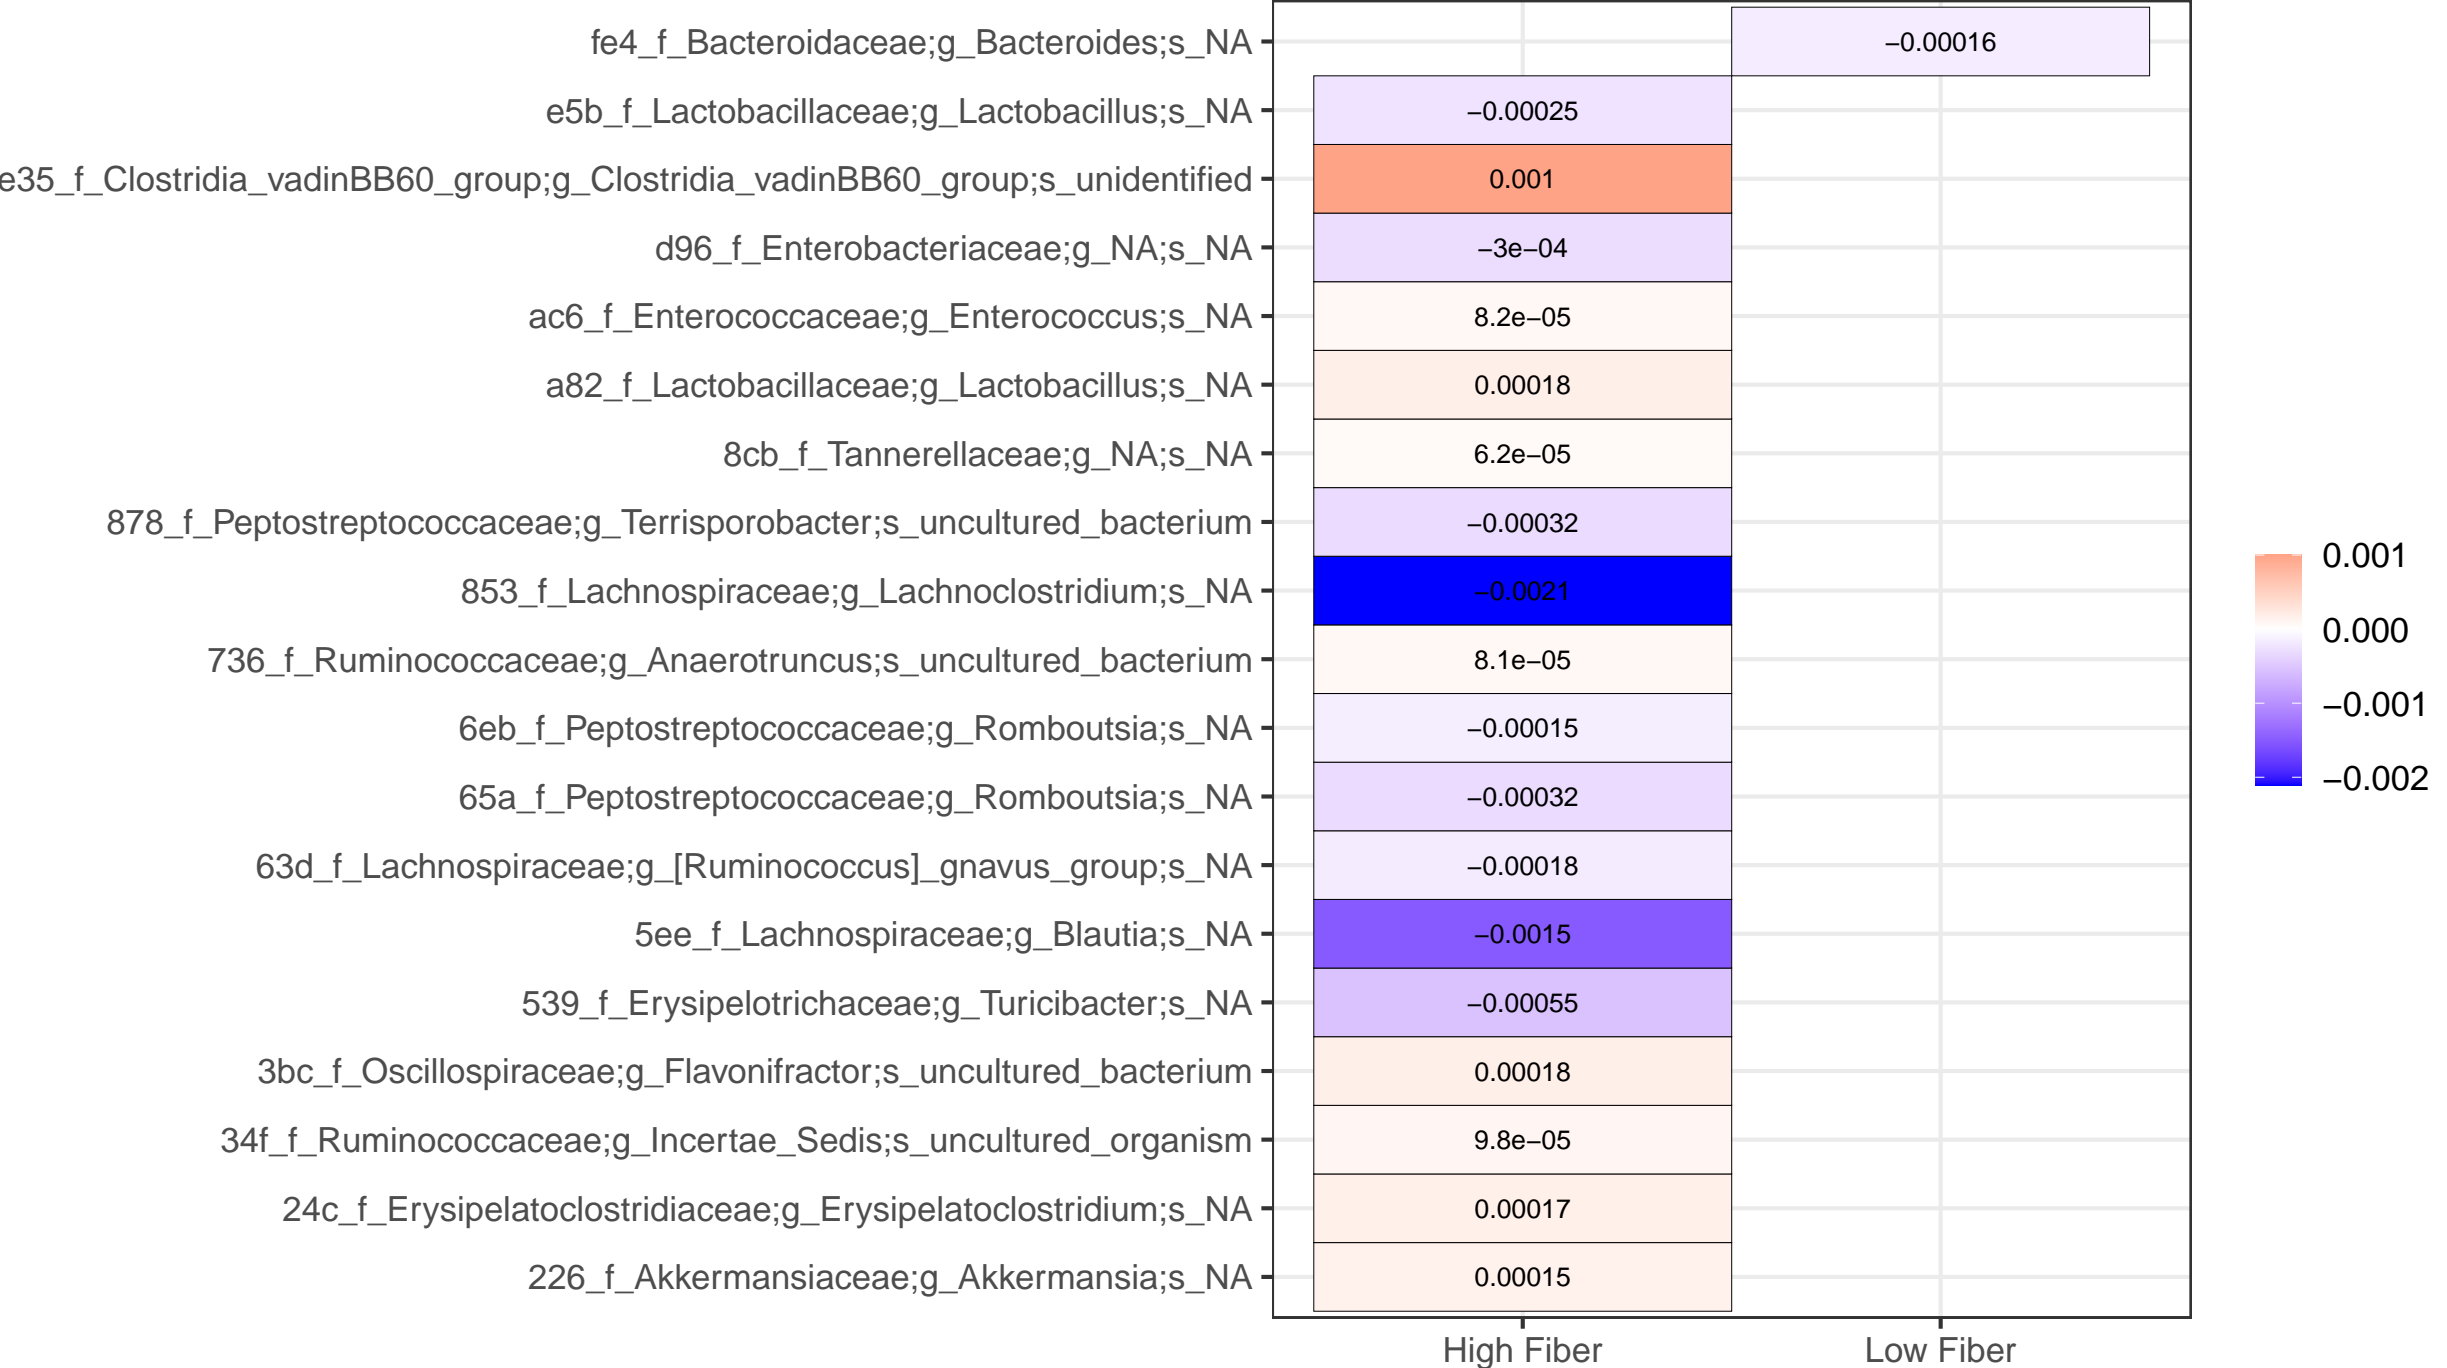 fe4_f_Bacteroidaceae;g_Bacteroides;s_NA −0.00016
e5b_f_Lactobacillaceae;g_Lactobacillus;s_NA −0.00025
e35_f_Clostridia_vadinBB60_group;g_Clostridia_vadinBB60_group;s_unidentified 0.001
d96_f_Enterobacteriaceae;g_NA;s_NA −3e−04
ac6_f_Enterococcaceae;g_Enterococcus;s_NA 8.2e−05
a82_f_Lactobacillaceae;g_Lactobacillus;s_NA 0.00018
8cb_f_Tannerellaceae;g_NA;s_NA 6.2e−05
878_f_Peptostreptococcaceae;g_Terrisporobacter;s_uncultured_bacterium −0.00032
853_f_Lachnospiraceae;g_Lachnoclostridium;s_NA −0.0021
736_f_Ruminococcaceae;g_Anaerotruncus;s_uncultured_bacterium 8.1e−05
6eb_f_Peptostreptococcaceae;g_Romboutsia;s_NA −0.00015
65a_f_Peptostreptococcaceae;g_Romboutsia;s_NA −0.00032
63d_f_Lachnospiraceae;g_[Ruminococcus]_gnavus_group;s_NA −0.00018
5ee_f_Lachnospiraceae;g_Blautia;s_NA −0.0015
539_f_Erysipelotrichaceae;g_Turicibacter;s_NA −0.00055
3bc_f_Oscillospiraceae;g_Flavonifractor;s_uncultured_bacterium 0.00018
34f_f_Ruminococcaceae;g_Incertae_Sedis;s_uncultured_organism 9.8e−05
24c_f_Erysipelatoclostridiaceae;g_Erysipelatoclostridium;s_NA 0.00017
226_f_Akkermansiaceae;g_Akkermansia;s_NA 0.00015
High Fiber Low Fiber
0.001
0.000
−0.001
−0.002